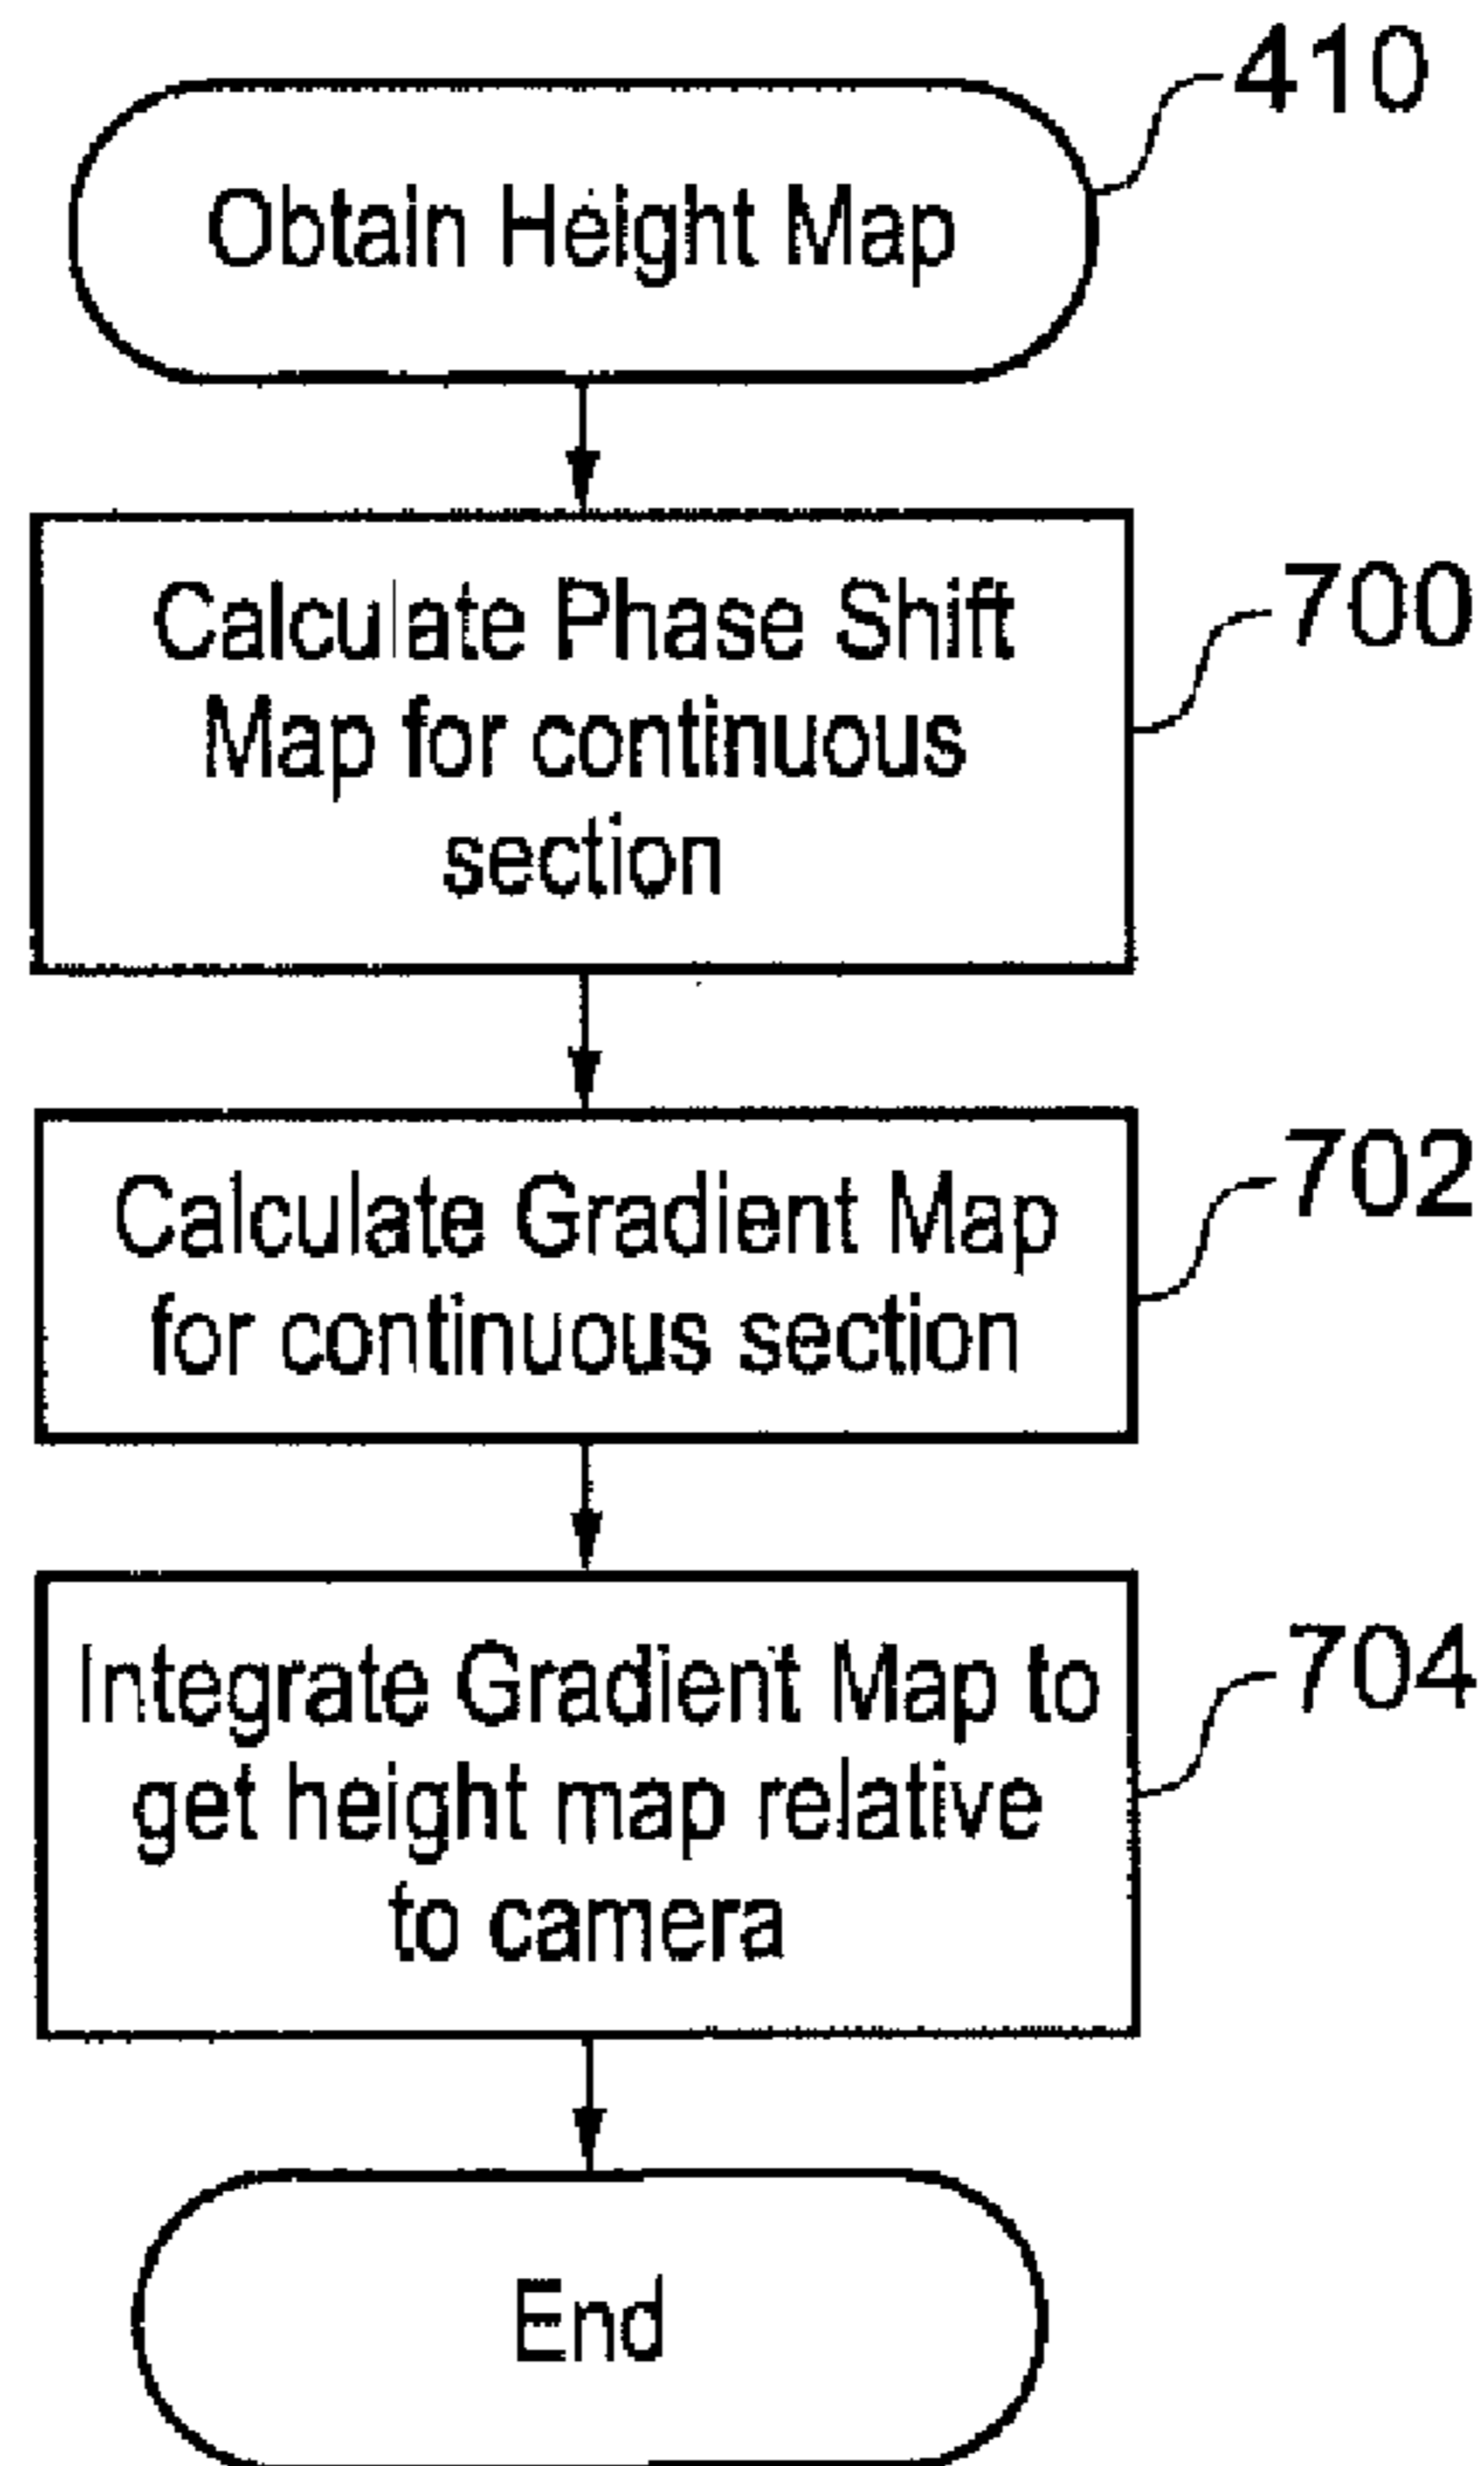 410
Obtain Height Map
700
Calculate Phase Shift
Map for continuous
section
702
Calculate Gradient Map
for continuous section
704
Integrate Gradient Map to
get height map relative
to camera
End